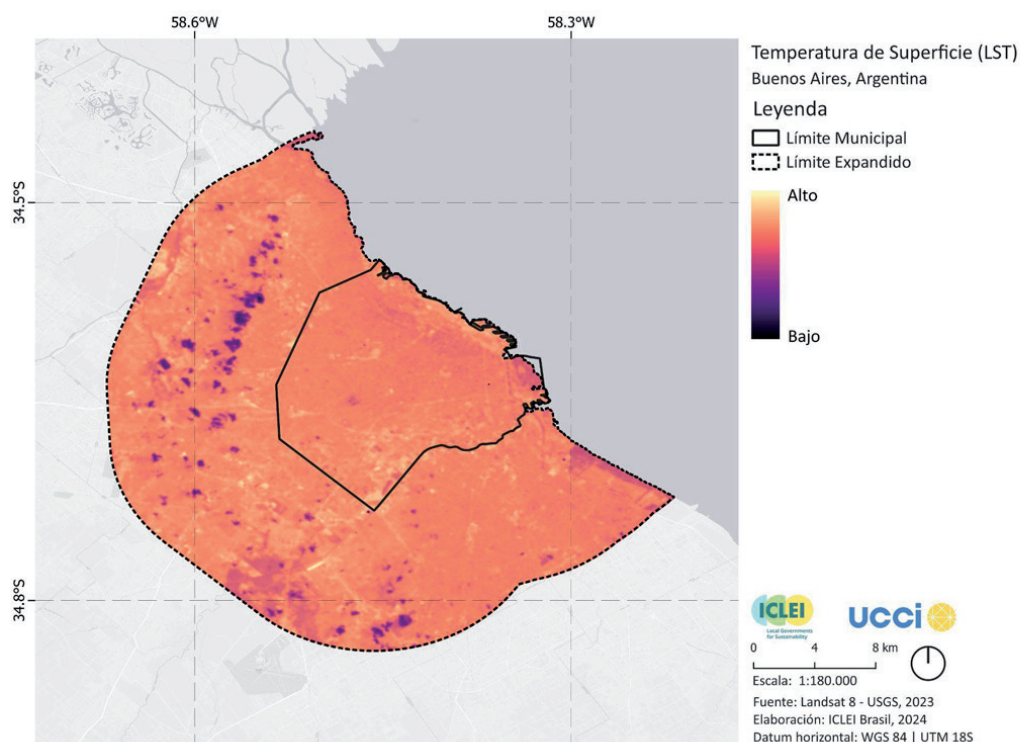 58.6°W
58.3°W
34.5°S
34.8°S
Temperatura de Superficie (LST)
Buenos Aires, Argentina
Leyenda
Límite Municipal
Límite Expandido
Alto
Bajo
ICLEI
Local Governments
for Sustainability
UCCi
0 4 8 km
Escala: 1:180.000
Fuente: Landsat 8 - USGS, 2023
Elaboración: ICLEI Brasil, 2024
Datum horizontal: WGS 84 | UTM 18S